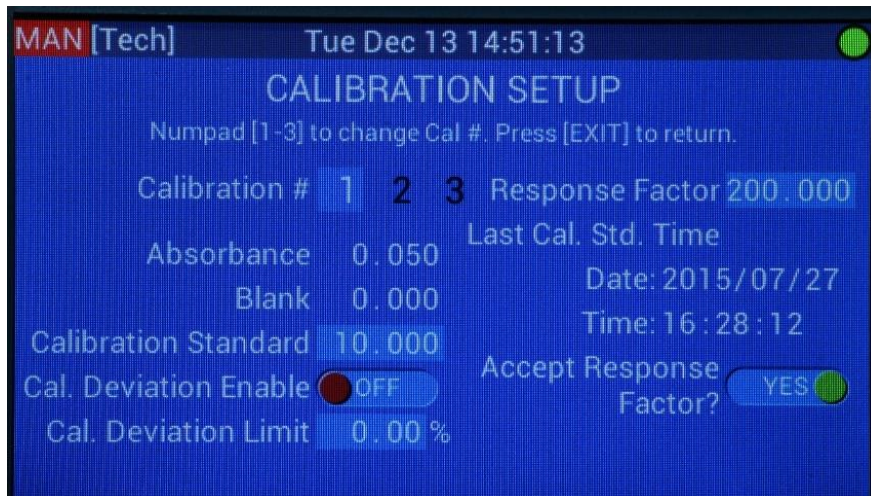 MAN [Tech] Tue Dec 13 14:51:13
CALIBRATION SETUP
Numpad [1-3] to change Cal #. Press [EXIT] to return.
Calibration # 1 2 3 Response Factor 200.000
Last Cal. Std. Time
Absorbance 0.050
Date: 2015/07/27
Blank 0.000
Time: 16:28:12
Calibration Standard 10.000
Accept Response Factor? YES
Cal. Deviation Enable OFF
Cal. Deviation Limit 0.00 %